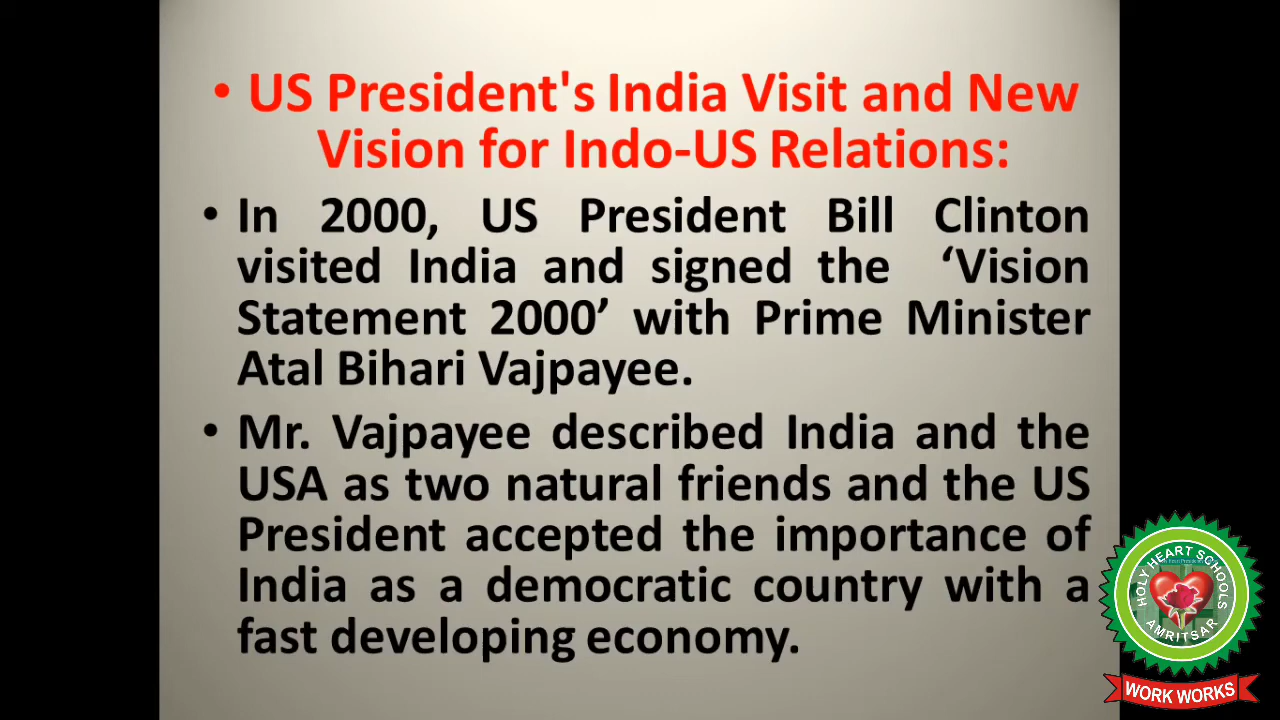 • US President's India Visit and New
Vision for Indo-US Relations:
• In 2000, US President Bill Clinton
visited India and signed the ‘Vision
Statement 2000’ with Prime Minister
Atal Bihari Vajpayee.
• Mr. Vajpayee described India and the
USA as two natural friends and the US
President accepted the importance of
India as a democratic country with a
fast developing economy.
HOLY HEART SCHOOLS
AMRITSAR
WORK WORKS